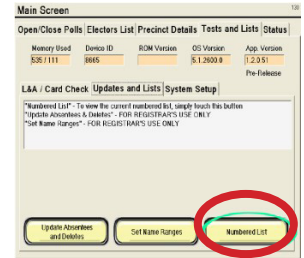 Main Screen
Open/Close Polls Electors List Precinct Details Tests and Lists Status
Memory Used Device ID ROM Version OS Version App. Version
535 / 111 8665 5.1.2600.0 1.2.0.51
Pre-Release
L&A / Card Check Updates and Lists System Setup
"Numbered List" - To view the current numbered list, simply touch this button
"Update Absentees & Deletes" - FOR REGISTRAR'S USE ONLY
"Set Name Ranges" - FOR REGISTRAR'S USE ONLY
Update Absentees and Deletes Set Name Ranges Numbered List